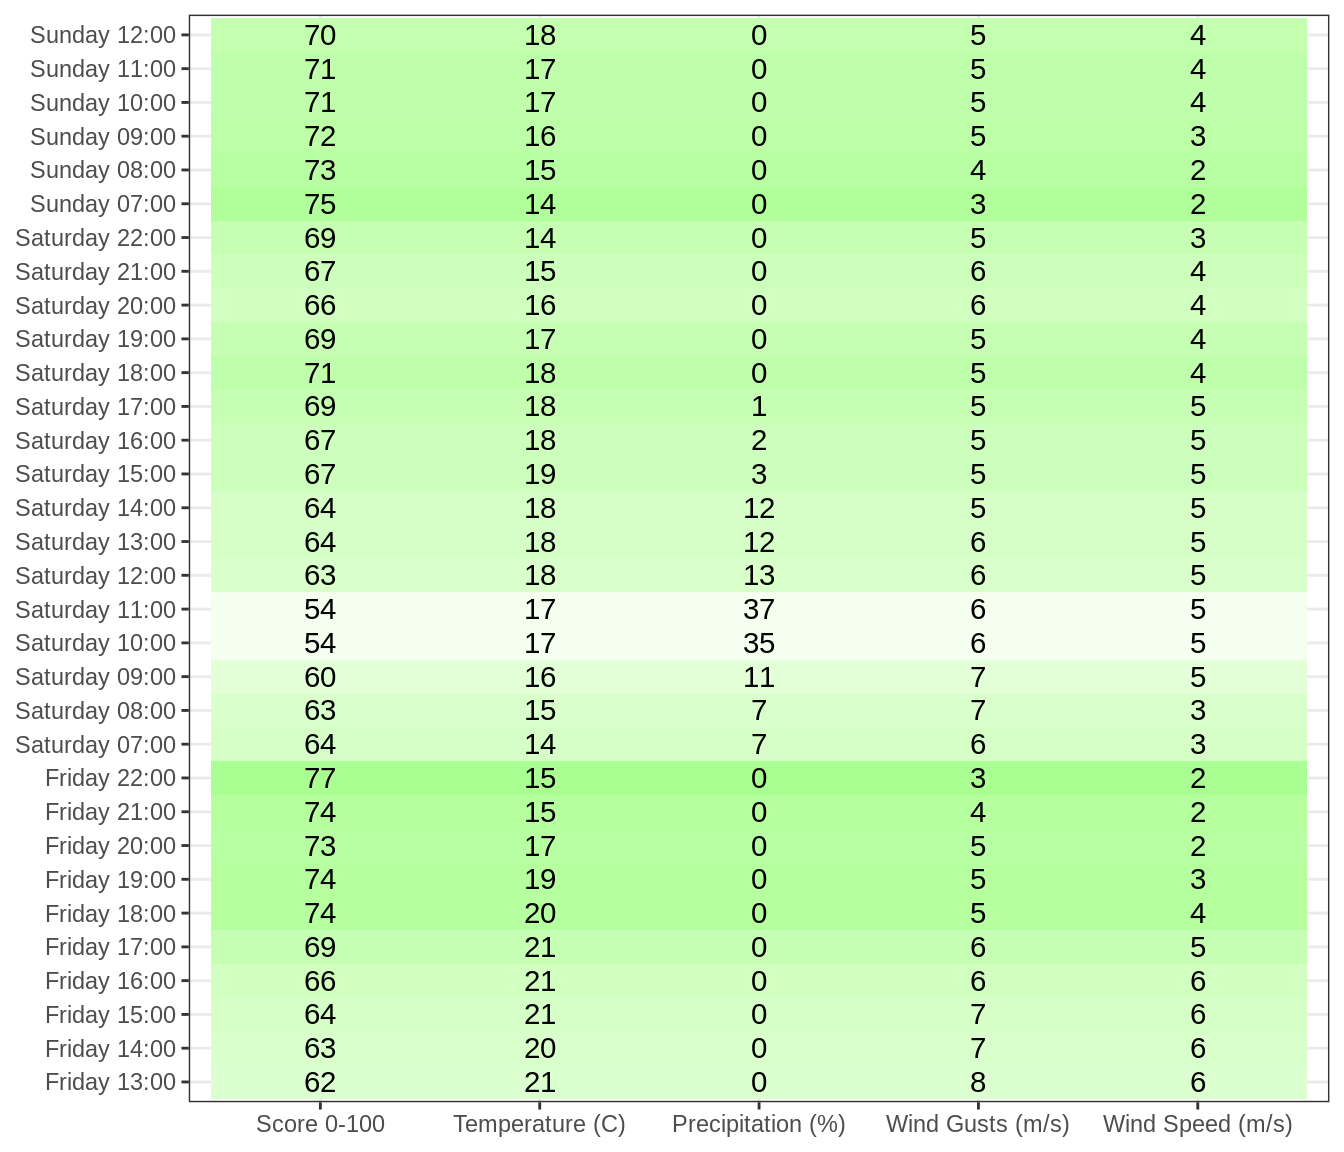 Sunday 12:00 70 18 0 5 4
Sunday 11:00 71 17 0 5 4
Sunday 10:00 71 17 0 5 4
Sunday 09:00 72 16 0 5 3
Sunday 08:00 73 15 0 4 2
Sunday 07:00 75 14 0 3 2
Saturday 22:00 69 14 0 5 3
Saturday 21:00 67 15 0 6 4
Saturday 20:00 66 16 0 6 4
Saturday 19:00 69 17 0 5 4
Saturday 18:00 71 18 0 5 4
Saturday 17:00 69 18 1 5 5
Saturday 16:00 67 18 2 5 5
Saturday 15:00 67 19 3 5 5
Saturday 14:00 64 18 12 5 5
Saturday 13:00 64 18 12 6 5
Saturday 12:00 63 18 13 6 5
Saturday 11:00 54 17 37 6 5
Saturday 10:00 54 17 35 6 5
Saturday 09:00 60 16 11 7 5
Saturday 08:00 63 15 7 7 3
Saturday 07:00 64 14 7 6 3
Friday 22:00 77 15 0 3 2
Friday 21:00 74 15 0 4 2
Friday 20:00 73 17 0 5 2
Friday 19:00 74 19 0 5 3
Friday 18:00 74 20 0 5 4
Friday 17:00 69 21 0 6 5
Friday 16:00 66 21 0 6 6
Friday 15:00 64 21 0 7 6
Friday 14:00 63 20 0 7 6
Friday 13:00 62 21 0 8 6
Score 0-100 Temperature (C) Precipitation (%) Wind Gusts (m/s) Wind Speed (m/s)